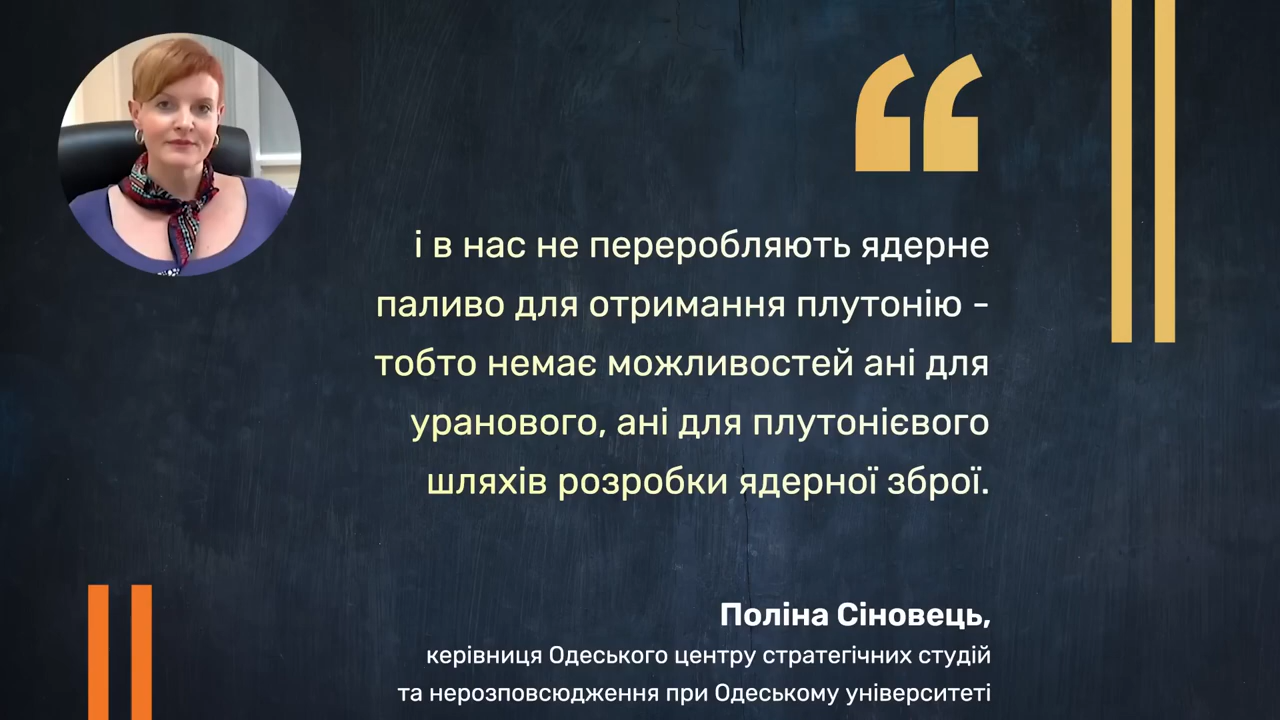 “
і в нас не переробляють ядерне
паливо для отримання плутонію -
тобто немає можливостей ані для
уранового, ані для плутонієвого
шляхів розробки ядерної зброї.
Поліна Сіновець,
керівниця Одеського центру стратегічних студій
та нерозповсюдження при Одеському університеті